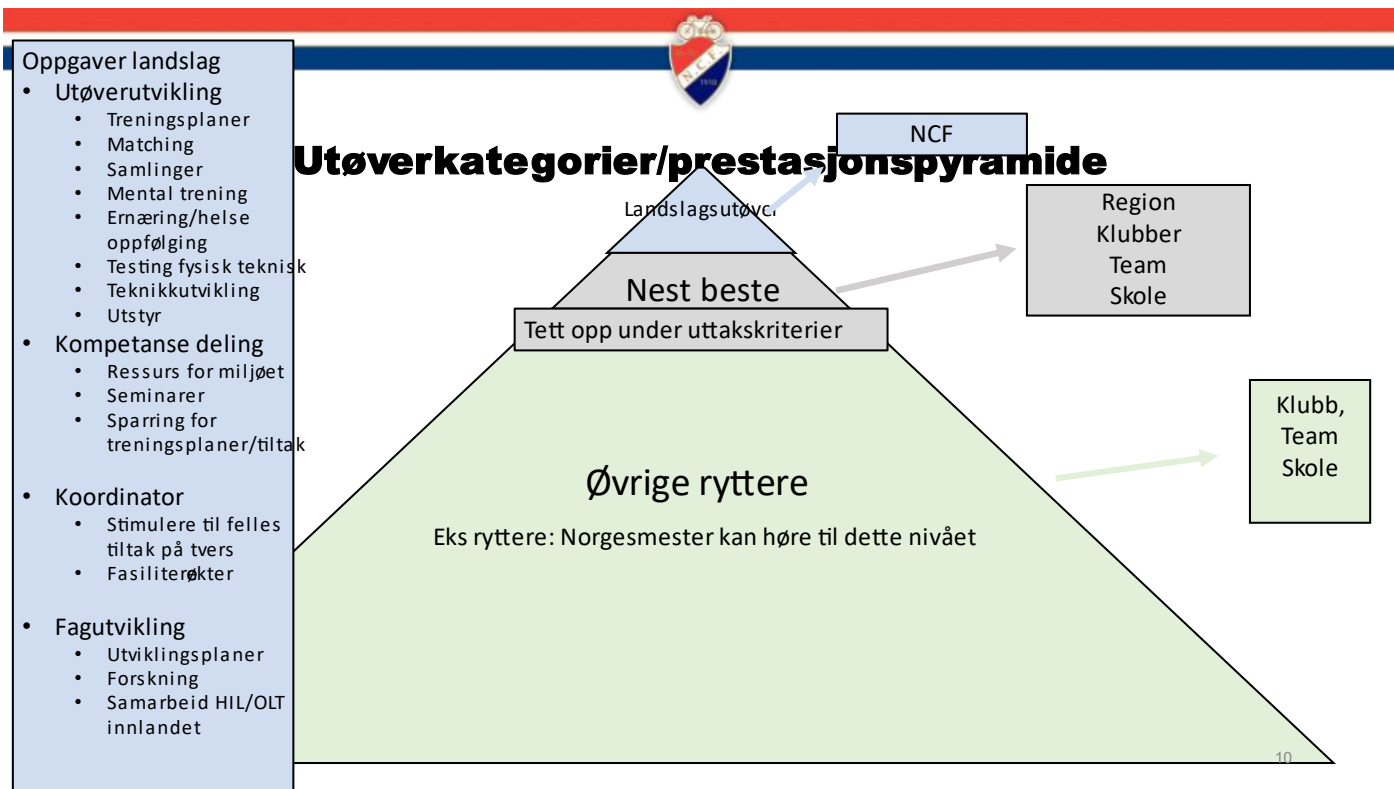 N.C.F.
1910
Oppgaver landslag
• Utøverutvikling
• Treningsplaner
• Matching
• Samlinger
• Mental trening
• Ernæring/helse
oppfølging
• Testing fysisk teknisk
• Teknikkutvikling
• Utstyr
• Kompetanse deling
• Ressurs for miljøet
• Seminarer
• Sparring for
treningsplaner/tiltak
• Koordinator
• Stimulere til felles
tiltak på tvers
• Fasiliterøkter
• Fagutvikling
• Utviklingsplaner
• Forskning
• Samarbeid HIL/OLT
innlandet
Utøverkategorier/prestasjonspyramide
NCF
Landslagsutøver
Nest beste
Tett opp under uttakskriterier
Region
Klubber
Team
Skole
Øvrige ryttere
Eks ryttere: Norgesmester kan høre til dette nivået
Klubb,
Team
Skole
10